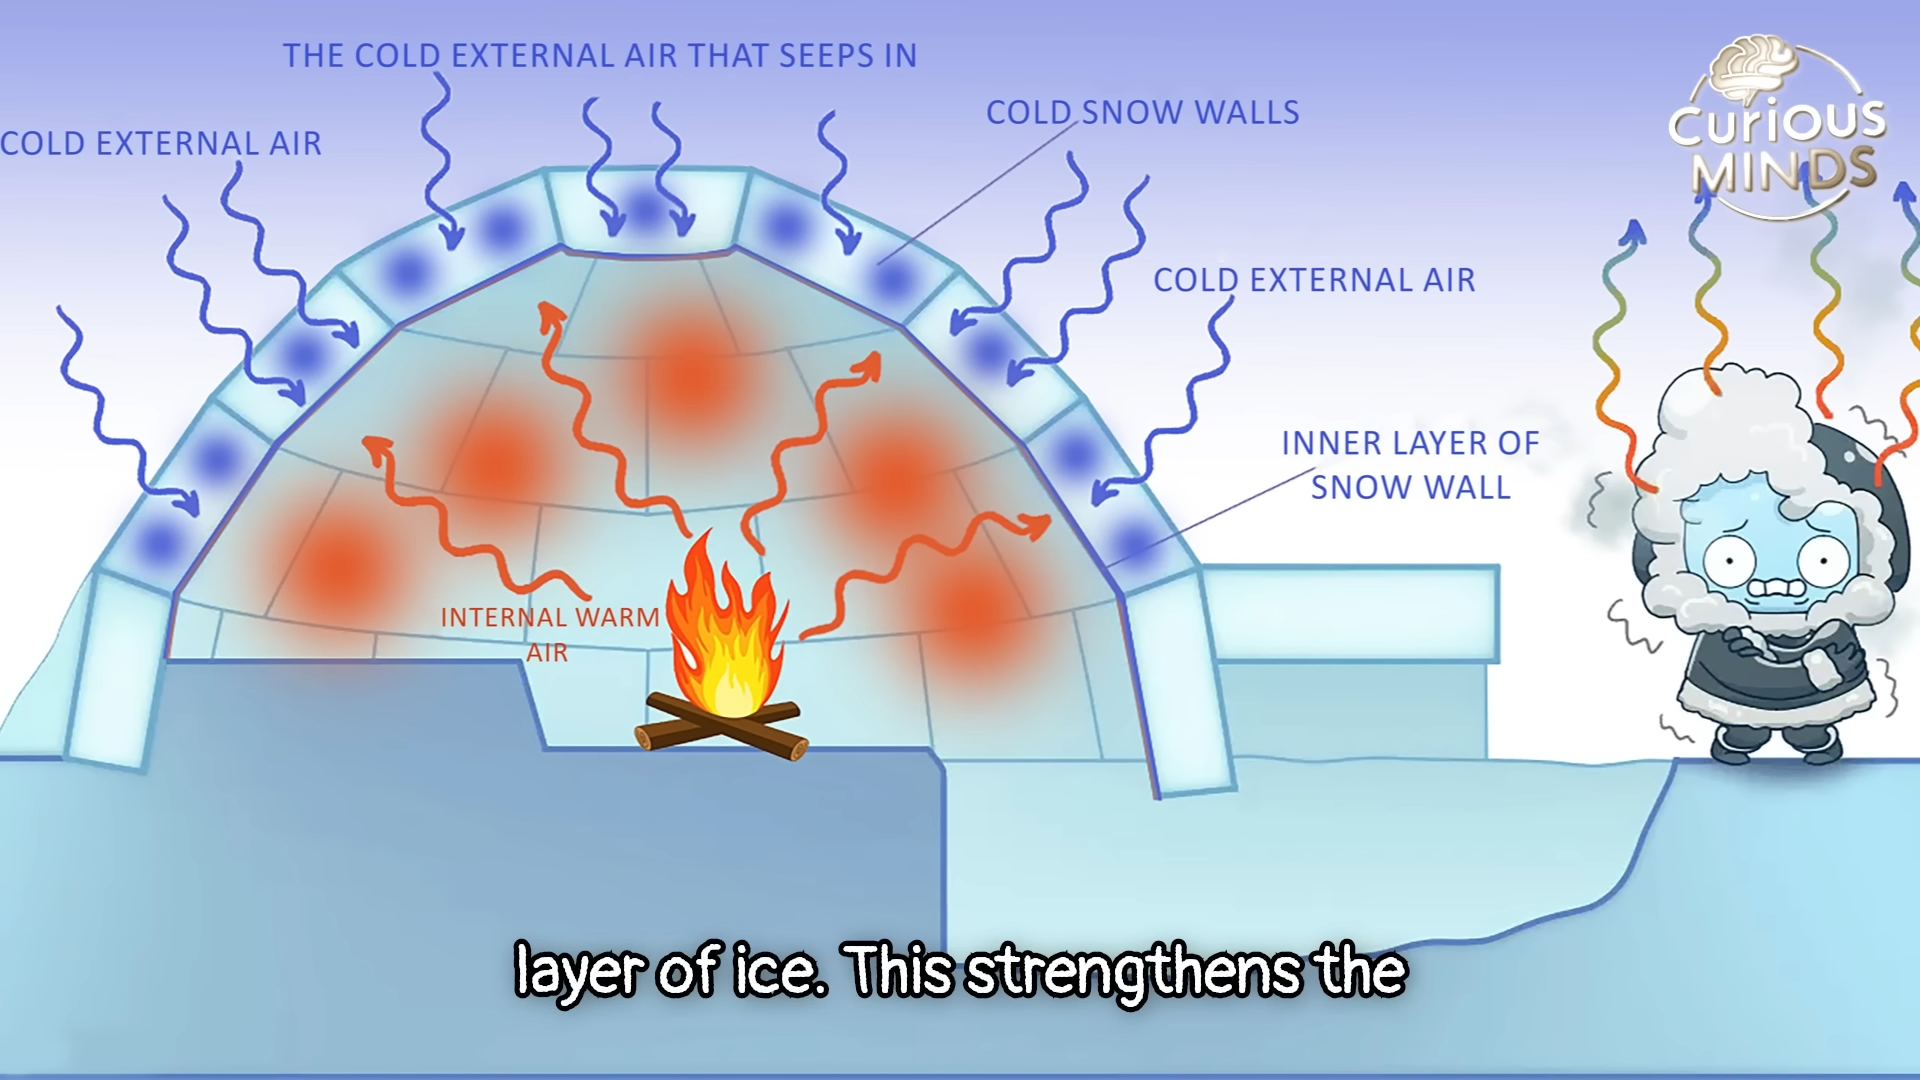 THE COLD EXTERNAL AIR THAT SEEPS IN
COLD SNOW WALLS
Curious
MINDS
COLD EXTERNAL AIR
COLD EXTERNAL AIR
INNER LAYER OF
SNOW WALL
INTERNAL WARM
AIR
layer of ice. This strengthens the